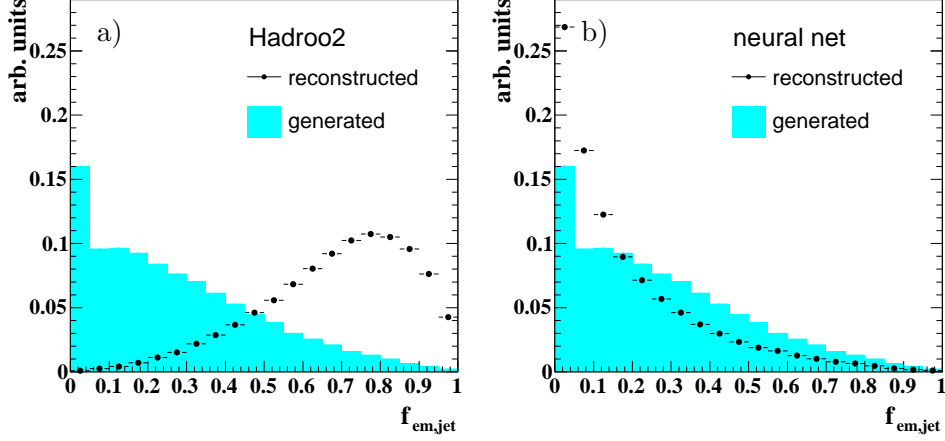 a)
Hadroo2
reconstructed
generated
arb. units
0.25
0.2
0.15
0.1
0.05
0
0 0.1 0.2 0.3 0.4 0.5 0.6 0.7 0.8 0.9 1
f em,jet
b)
neural net
reconstructed
generated
arb. units
0.25
0.2
0.15
0.1
0.05
0
0 0.1 0.2 0.3 0.4 0.5 0.6 0.7 0.8 0.9 1
f em,jet